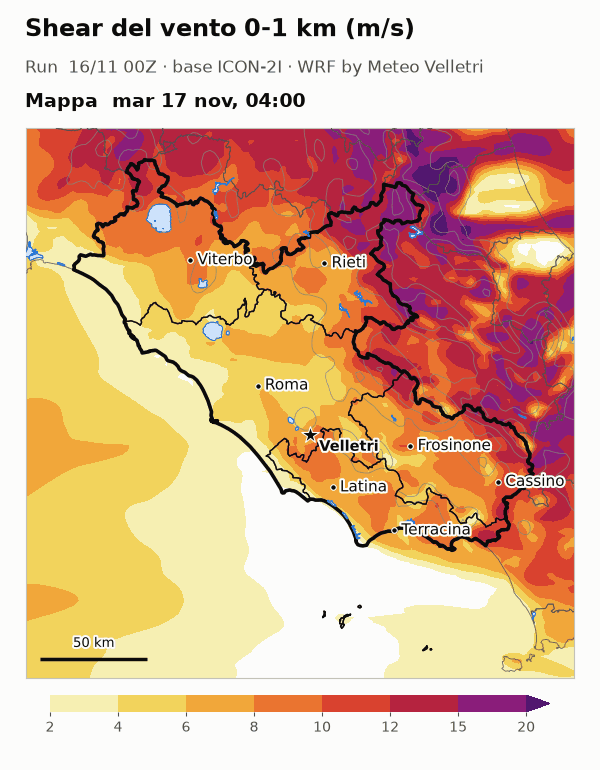 Shear del vento 0-1 km (m/s)
Run  16/11 00Z · base ICON-2I · WRF by Meteo Velletri
Mappa  mar 17 nov, 04:00
Viterbo
Rieti
Roma
Velletri
Frosinone
Latina
Cassino
Terracina
50 km
2 4 6 8 10 12 15 20